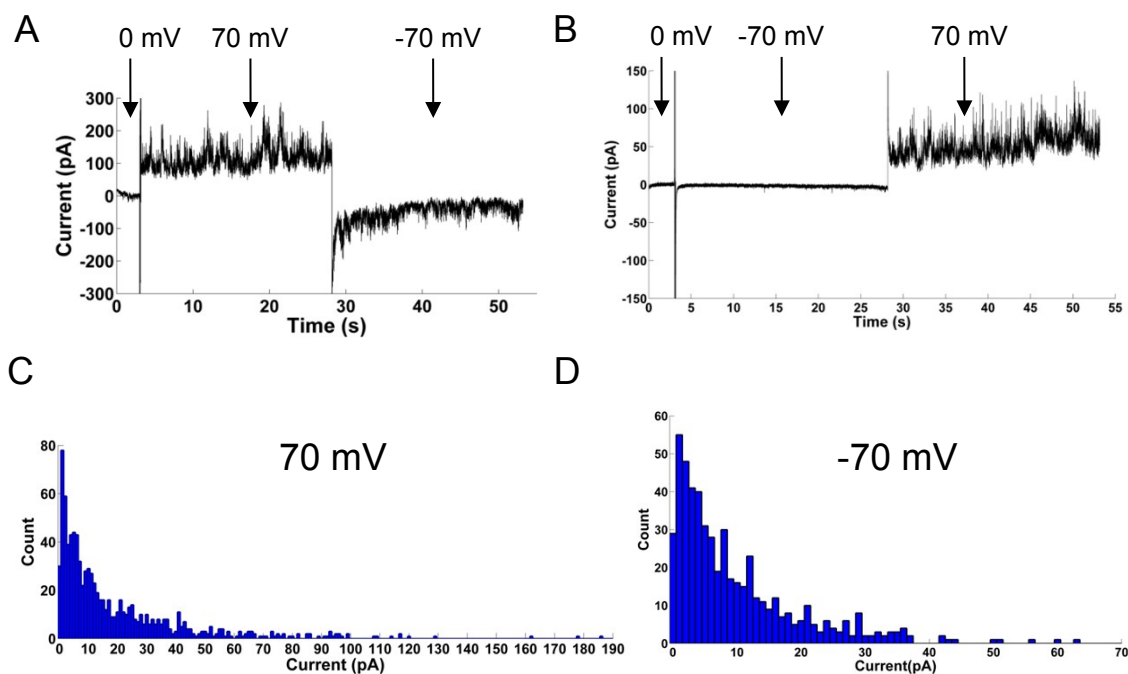 A
0 mV 70 mV -70 mV
300
200
100
0
-100
-200
-300
Current (pA)
0 10 20 30 40 50
Time (s)
B
0 mV -70 mV 70 mV
150
100
50
0
-50
-100
-150
Current (pA)
0 5 10 15 20 25 30 35 40 45 50 55
Time (s)
C
70 mV
80
60
40
20
0
Count
0 10 20 30 40 50 60 70 80 90 100 110 120 130 140 150 160 170 180 190
Current (pA)
D
-70 mV
60
50
40
30
20
10
0
Count
0 10 20 30 40 50 60 70
Current(pA)